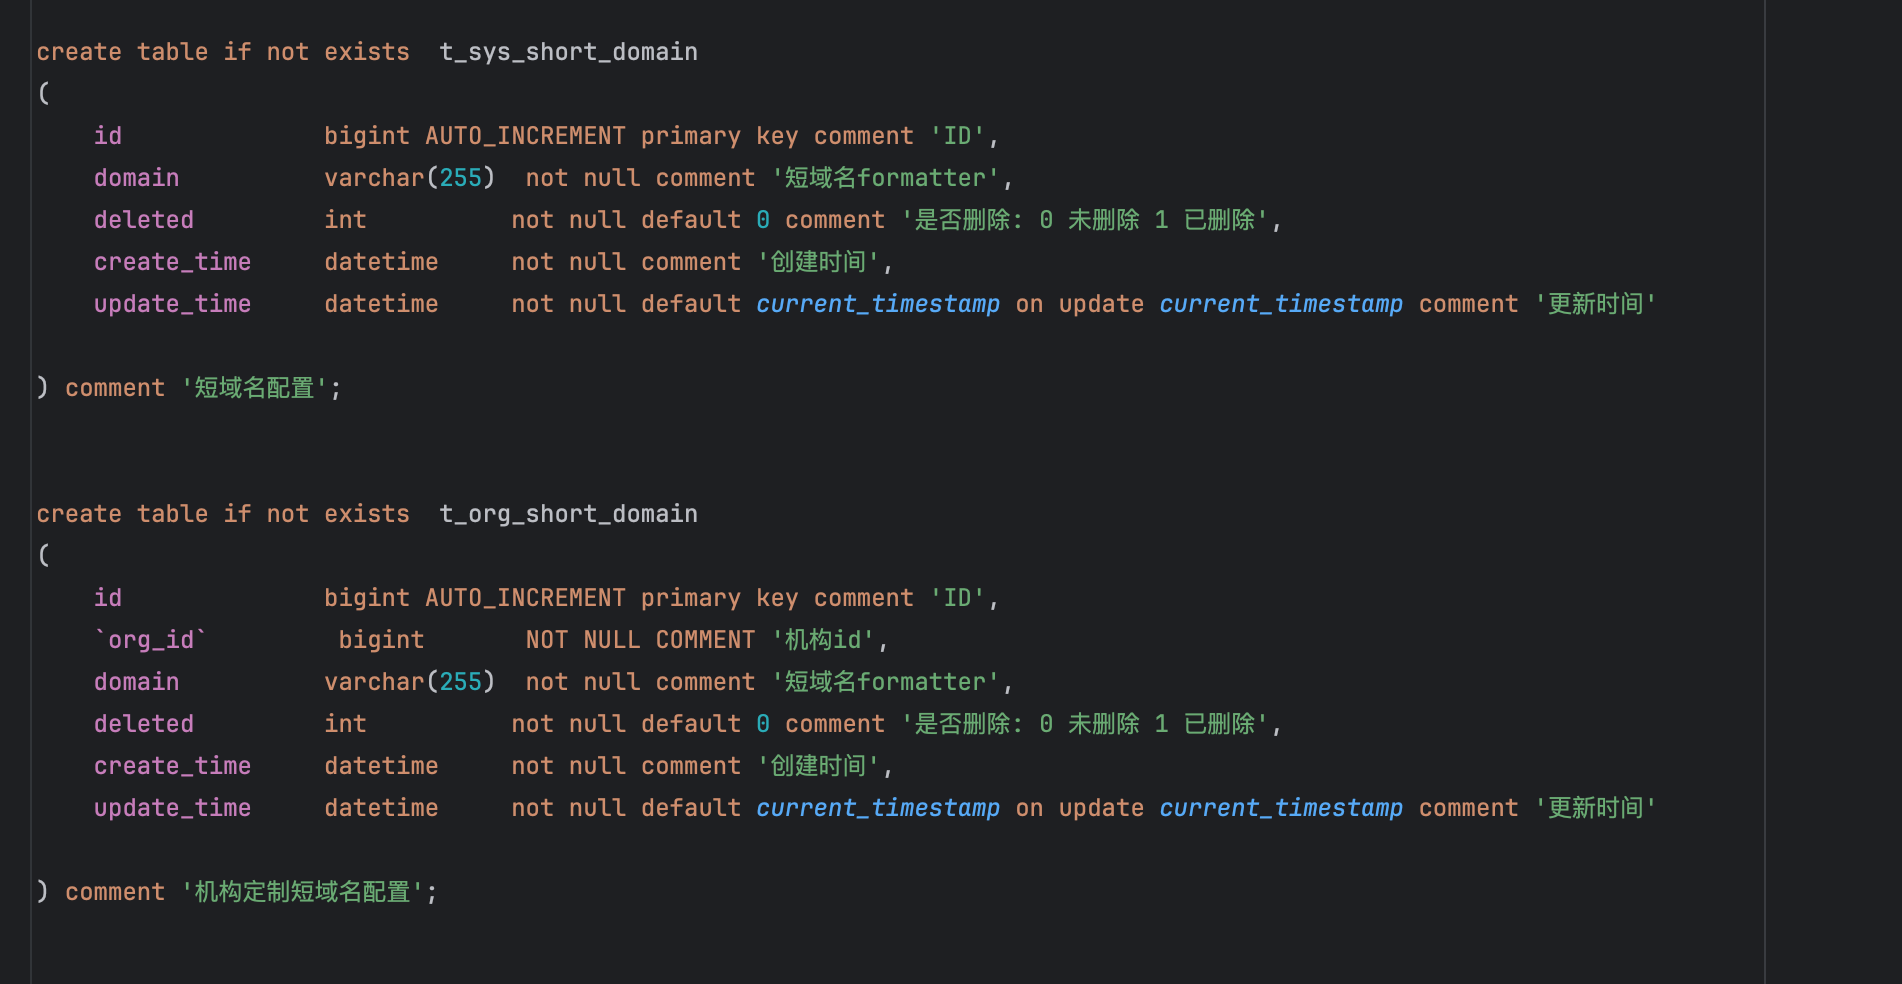 create table if not exists  t_sys_short_domain
(
    id              bigint AUTO_INCREMENT primary key comment 'ID',
    domain          varchar(255)  not null comment '短域名formatter',
    deleted         int          not null default 0 comment '是否删除: 0 未删除 1 已删除',
    create_time     datetime     not null comment '创建时间',
    update_time     datetime     not null default current_timestamp on update current_timestamp comment '更新时间'
) comment '短域名配置';
create table if not exists  t_org_short_domain
(
    id              bigint AUTO_INCREMENT primary key comment 'ID',
    `org_id`         bigint       NOT NULL COMMENT '机构id',
    domain          varchar(255)  not null comment '短域名formatter',
    deleted         int          not null default 0 comment '是否删除: 0 未删除 1 已删除',
    create_time     datetime     not null comment '创建时间',
    update_time     datetime     not null default current_timestamp on update current_timestamp comment '更新时间'
) comment '机构定制短域名配置';